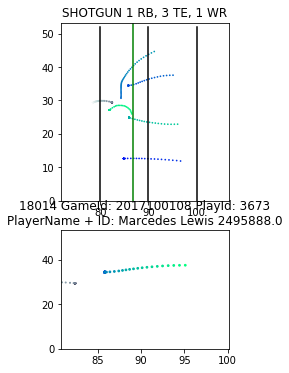 SHOTGUN 1 RB, 3 TE, 1 WR
50
40
30
20
10
0
80 90 100
18014 GameId: 2017100108 PlayId: 3673
PlayerName + ID: Marcedes Lewis 2495888.0
40
20
0
85 90 95 100